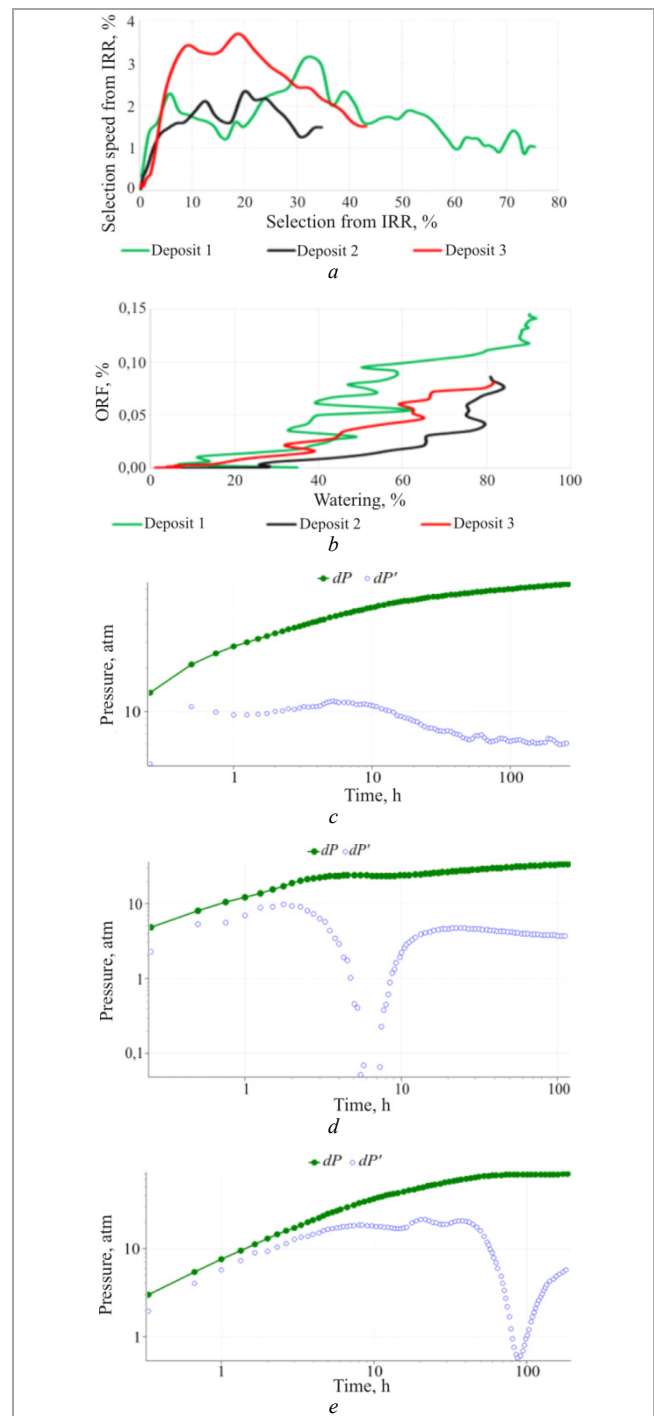 Selection speed from IRR, %
4
3
2
1
0
0 10 20 30 40 50 60 70 80
Selection from IRR, %
Deposit 1 Deposit 2 Deposit 3
a
ORF, %
0,15
0,10
0,05
0,00
0 20 40 60 80 100
Watering, %
Deposit 1 Deposit 2 Deposit 3
b
dP dP'
Pressure, atm
10
1 10 100
Time, h
c
dP dP'
Pressure, atm
10
1
0,1
1 10 100
Time, h
d
dP dP'
Pressure, atm
10
1
1 10 100
Time, h
e